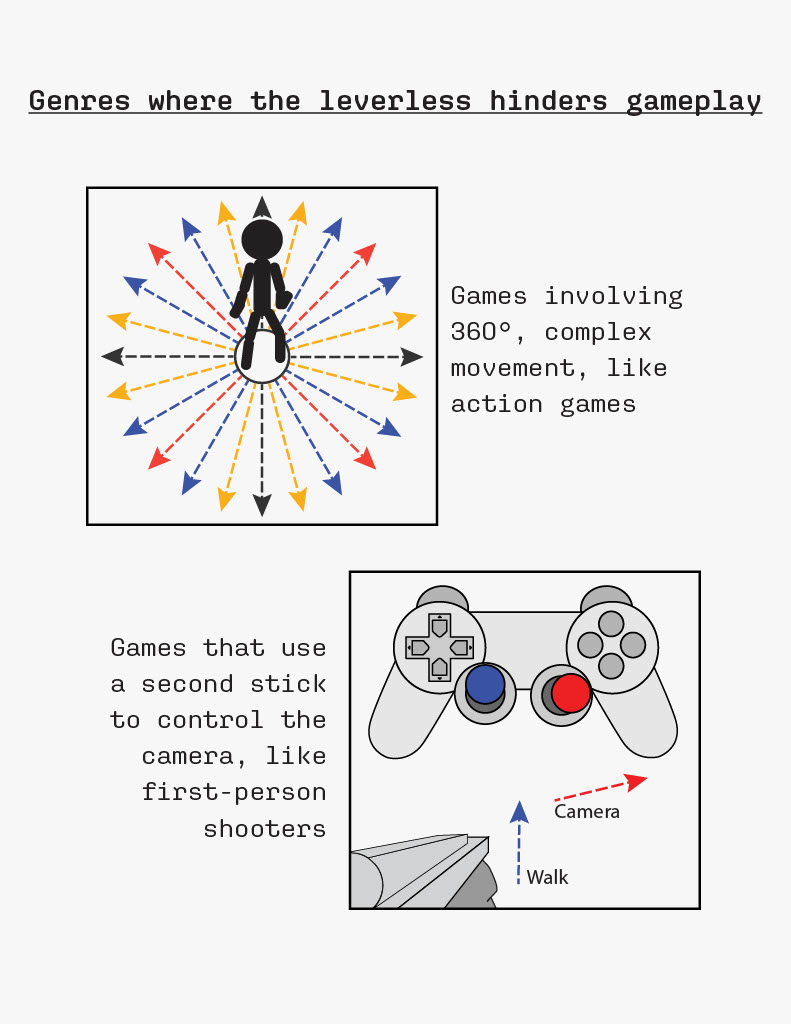 Genres where the leverless hinders gameplay
Games involving
360°, complex
movement, like
action games
Games that use
a second stick
to control the
camera, like
first-person
shooters
Camera
Walk